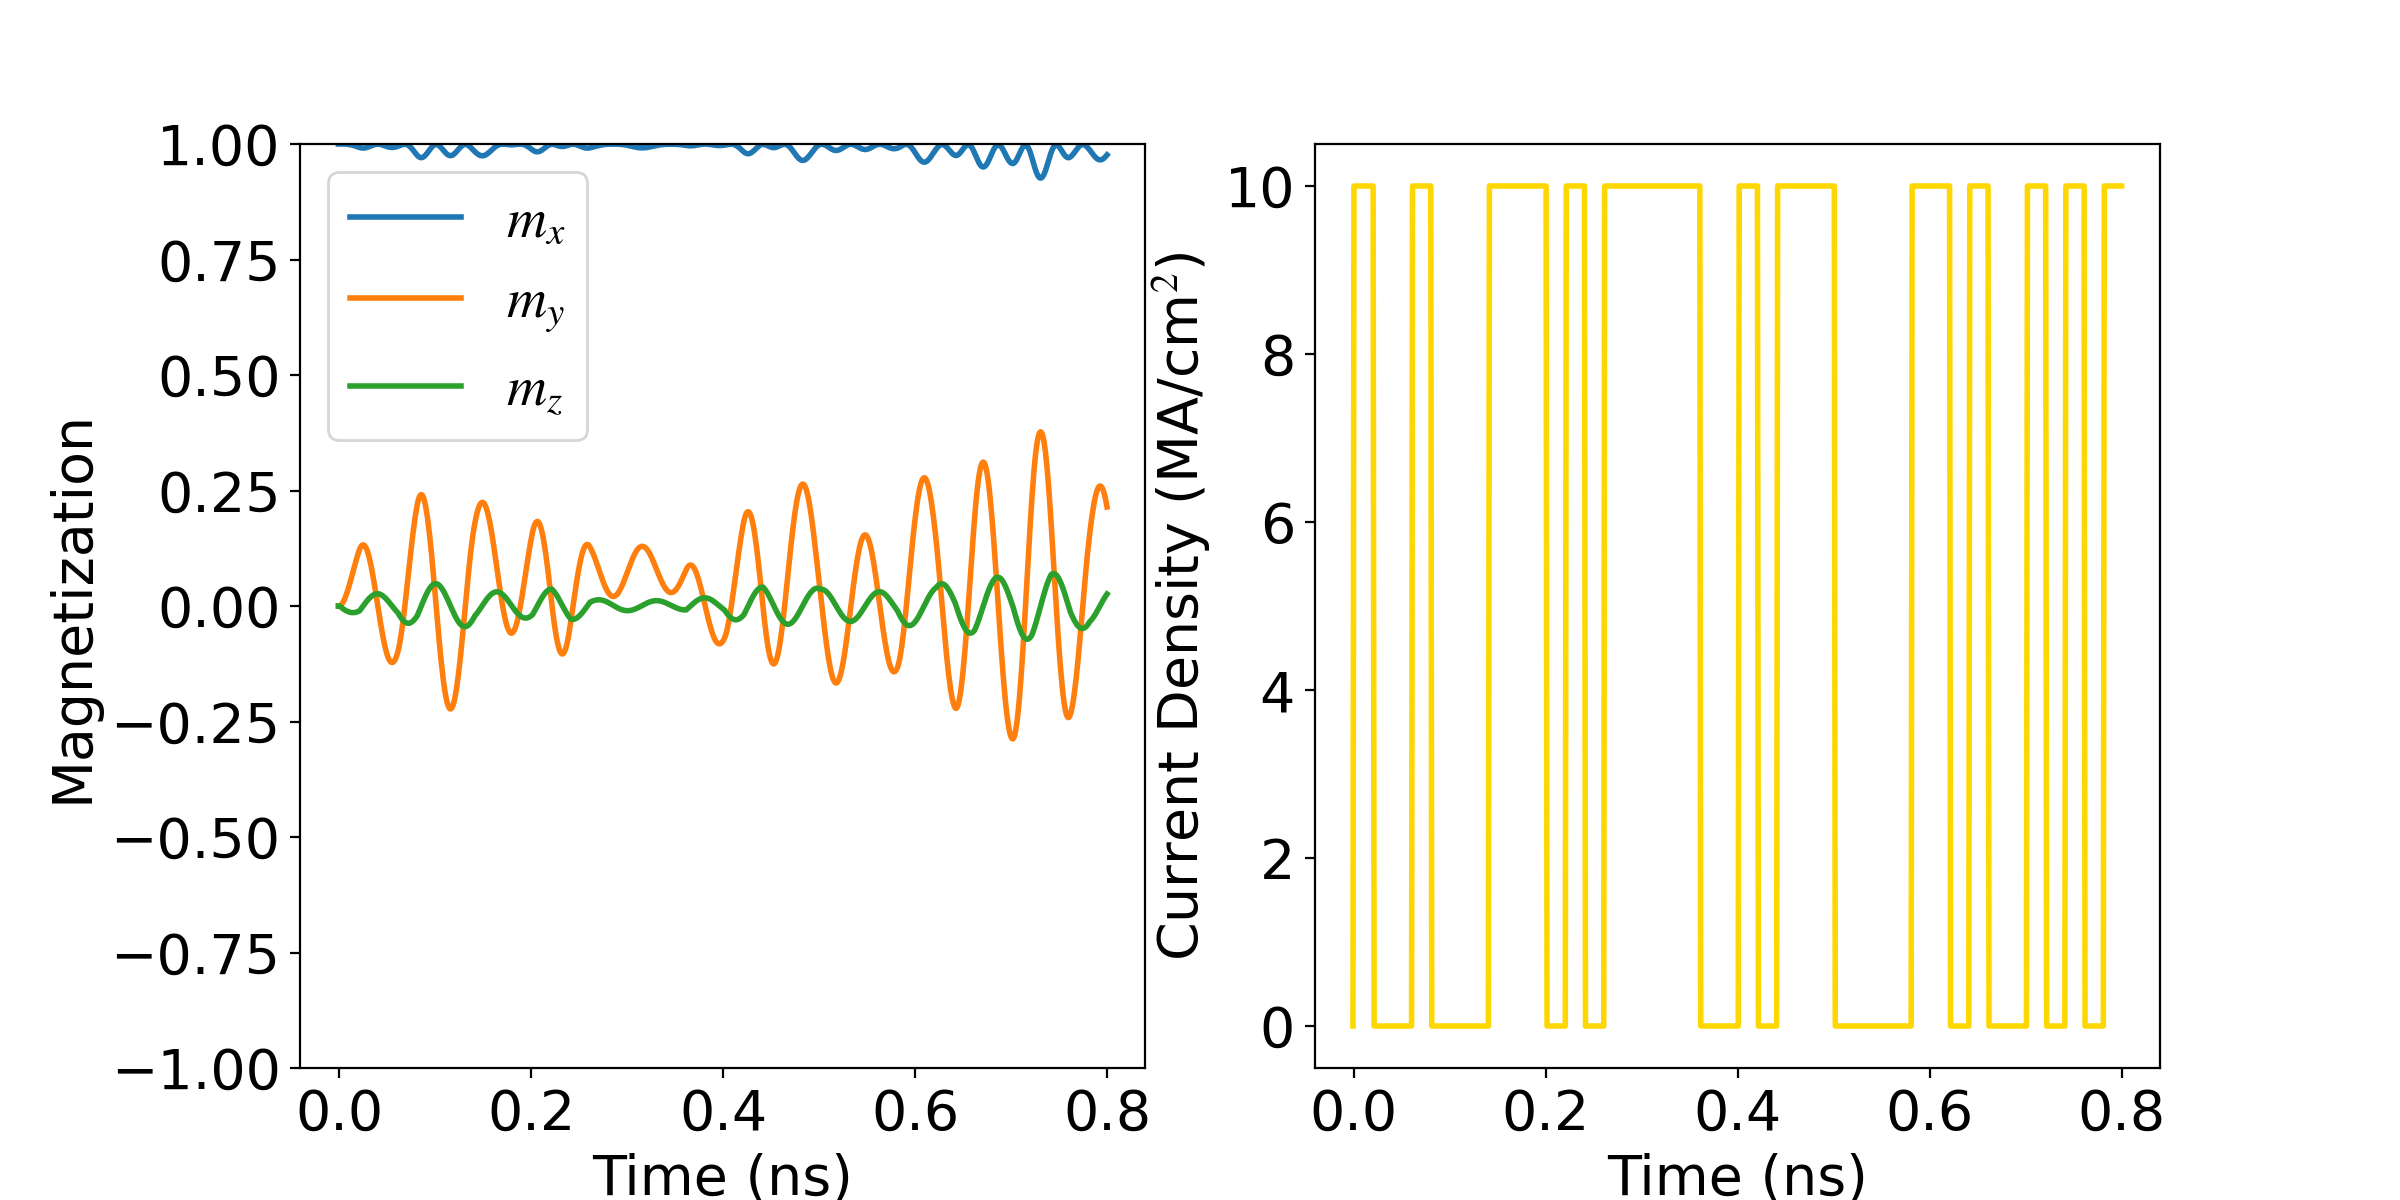 1.00
0.75
0.50
0.25
0.00
−0.25
−0.50
−0.75
−1.00
Magnetization
m_x
m_y
m_z
0.0 0.2 0.4 0.6 0.8
Time (ns)
10
8
6
4
2
0
Current Density (MA/cm²)
0.0 0.2 0.4 0.6 0.8
Time (ns)